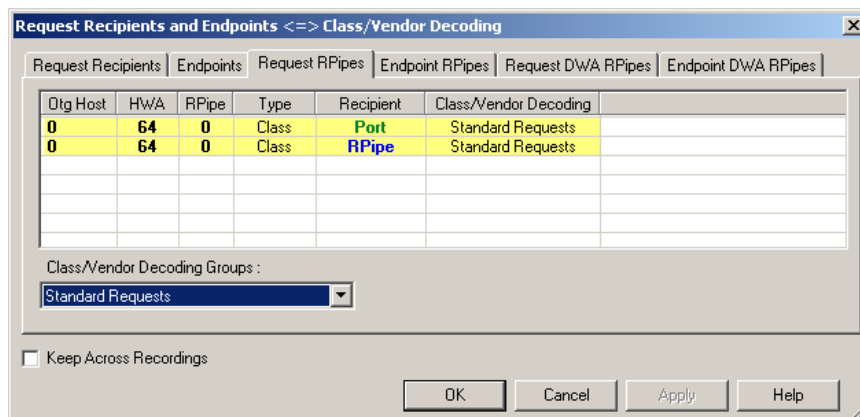 Request Recipients and Endpoints <=> Class/Vendor Decoding
Request Recipients Endpoints Request RPipes Endpoint RPipes Request DWA RPipes Endpoint DWA RPipes
Otg Host HWA RPipe Type Recipient Class/Vendor Decoding
0 64 0 Class Port Standard Requests
0 64 0 Class RPipe Standard Requests
Class/Vendor Decoding Groups :
Standard Requests
Keep Across Recordings
OK Cancel Apply Help